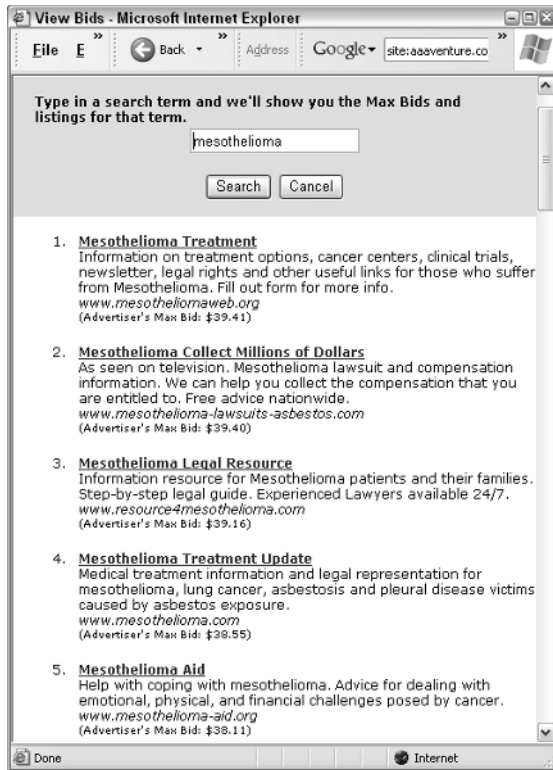 View Bids - Microsoft Internet Explorer
File E » Back » Address Google site:aaaventure.co »
Type in a search term and we'll show you the Max Bids and
listings for that term.
mesothelioma
Search Cancel
1. Mesothelioma Treatment
Information on treatment options, cancer centers, clinical trials,
newsletter, legal rights and other useful links for those who suffer
from Mesothelioma. Fill out form for more info.
www.mesotheliomaweb.org
(Advertiser's Max Bid: $39.41)
2. Mesothelioma Collect Millions of Dollars
As seen on television. Mesothelioma lawsuit and compensation
information. We can help you collect the compensation that you
are entitled to. Free advice nationwide.
www.mesothelioma-lawsuits-asbestos.com
(Advertiser's Max Bid: $39.40)
3. Mesothelioma Legal Resource
Information resource for Mesothelioma patients and their families.
Step-by-step legal guide. Experienced Lawyers available 24/7.
www.resource4mesothelioma.com
(Advertiser's Max Bid: $39.16)
4. Mesothelioma Treatment Update
Medical treatment information and legal representation for
mesothelioma, lung cancer, asbestosis and pleural disease victims
caused by asbestos exposure.
www.mesothelioma.com
(Advertiser's Max Bid: $38.55)
5. Mesothelioma Aid
Help with coping with mesothelioma. Advice for dealing with
emotional, physical, and financial challenges posed by cancer.
www.mesothelioma-aid.org
(Advertiser's Max Bid: $38.11)
Done Internet